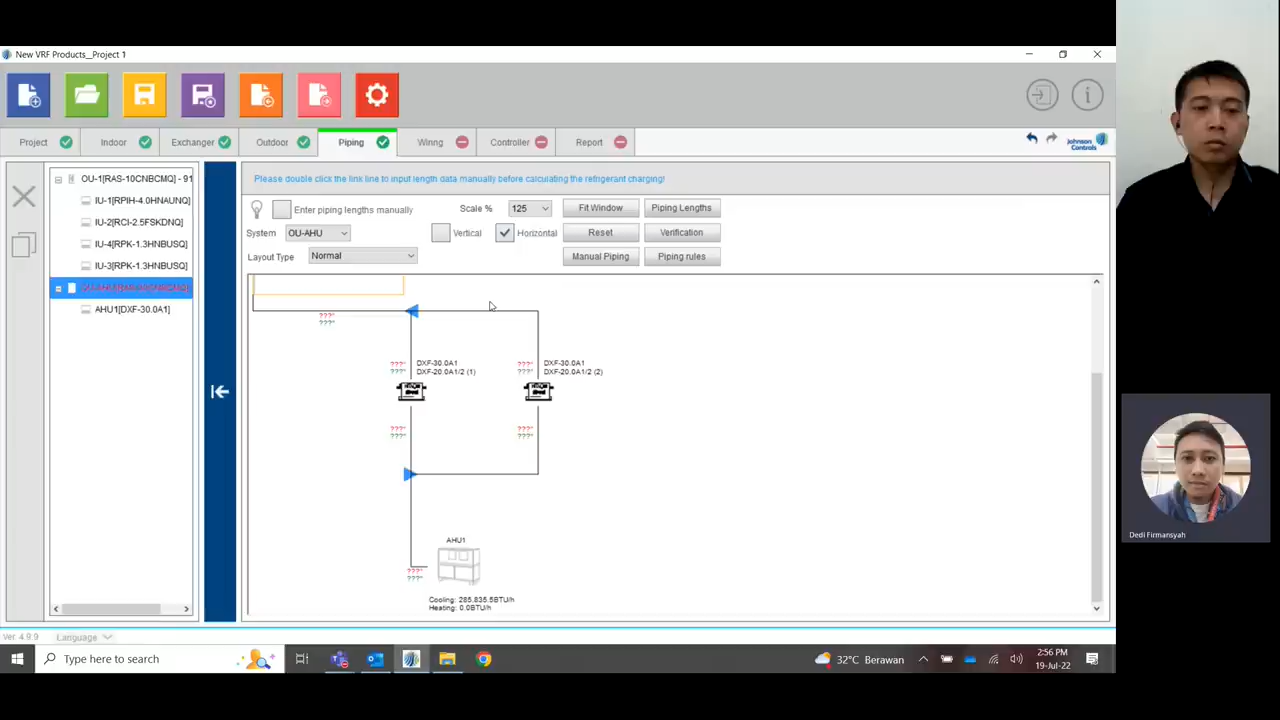 New VRF Products__Project 1
Project
Indoor
Exchanger
Outdoor
Piping
Wiring
Controller
Report
Johnson Controls
OU-1[RAS-10CNBCMQ] - 91
IU-1[RPIH-4.0HNAUNQ]
IU-2[RCI-2.5FSKDNQ]
IU-4[RPK-1.3HNBUSQ]
IU-3[RPK-1.3HNBUSQ]
AHU1[DXF-30.0A1]
Please double click the link line to input length data manually before calculating the refrigerant charging!
Enter piping lengths manually
Scale %
125
Fit Window
Piping Lengths
System
OU-AHU
Vertical
Horizontal
Reset
Verification
Layout Type
Normal
Manual Piping
Piping rules
???"
???"
???"
???"
DXF-30.0A1
DXF-20.0A1/2 (1)
???"
???"
DXF-30.0A1
DXF-20.0A1/2 (2)
???"
???"
???"
???"
AHU1
???"
???"
Cooling: 285.835.5BTU/h
Heating: 0.0BTU/h
Ver 4.9.9
Language
Type here to search
32°C Berawan
2:56 PM
19-Jul-22
Dedi Firmansyah